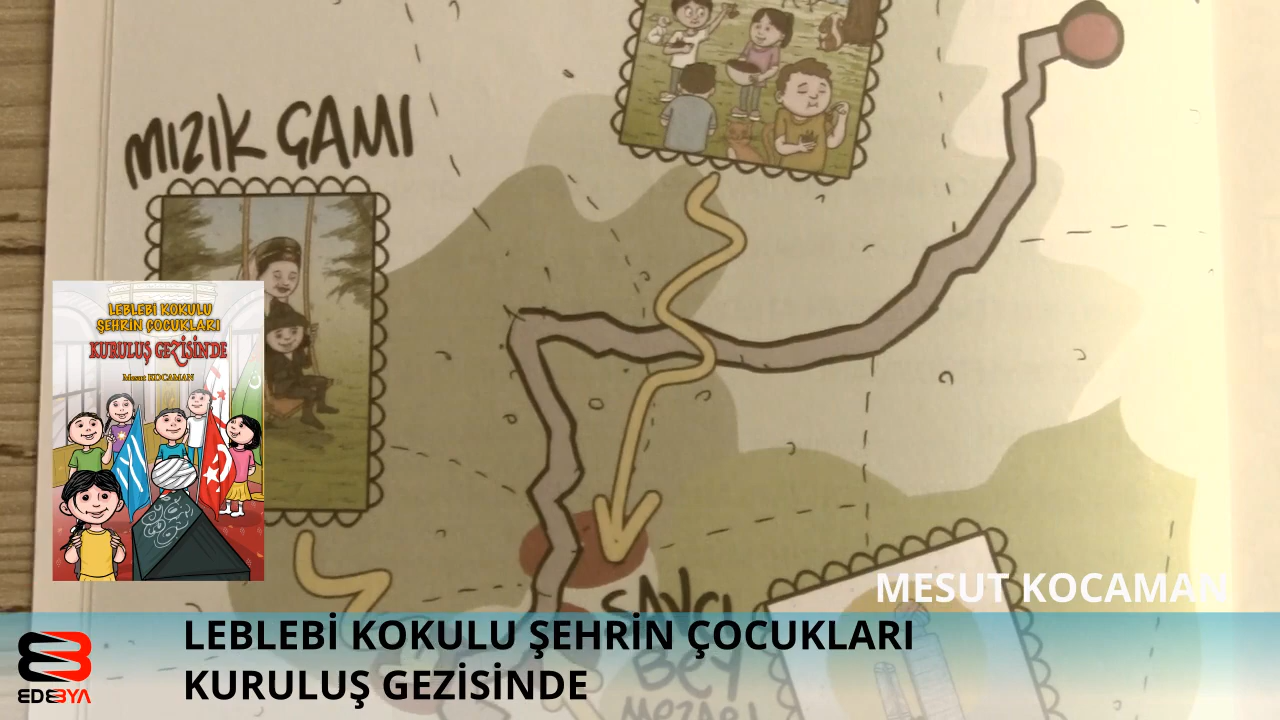 MIZIK ÇAMI
LEBLEBİ KOKULU
ŞEHRİN ÇOCUKLARI
KURULUŞ GEZİSİNDE
Mesut KOCAMAN
SAVCI
BEY
MEZARI
MESUT KOCAMAN
LEBLEBİ KOKULU ŞEHRİN ÇOCUKLARI
KURULUŞ GEZİSİNDE
EDEBYA